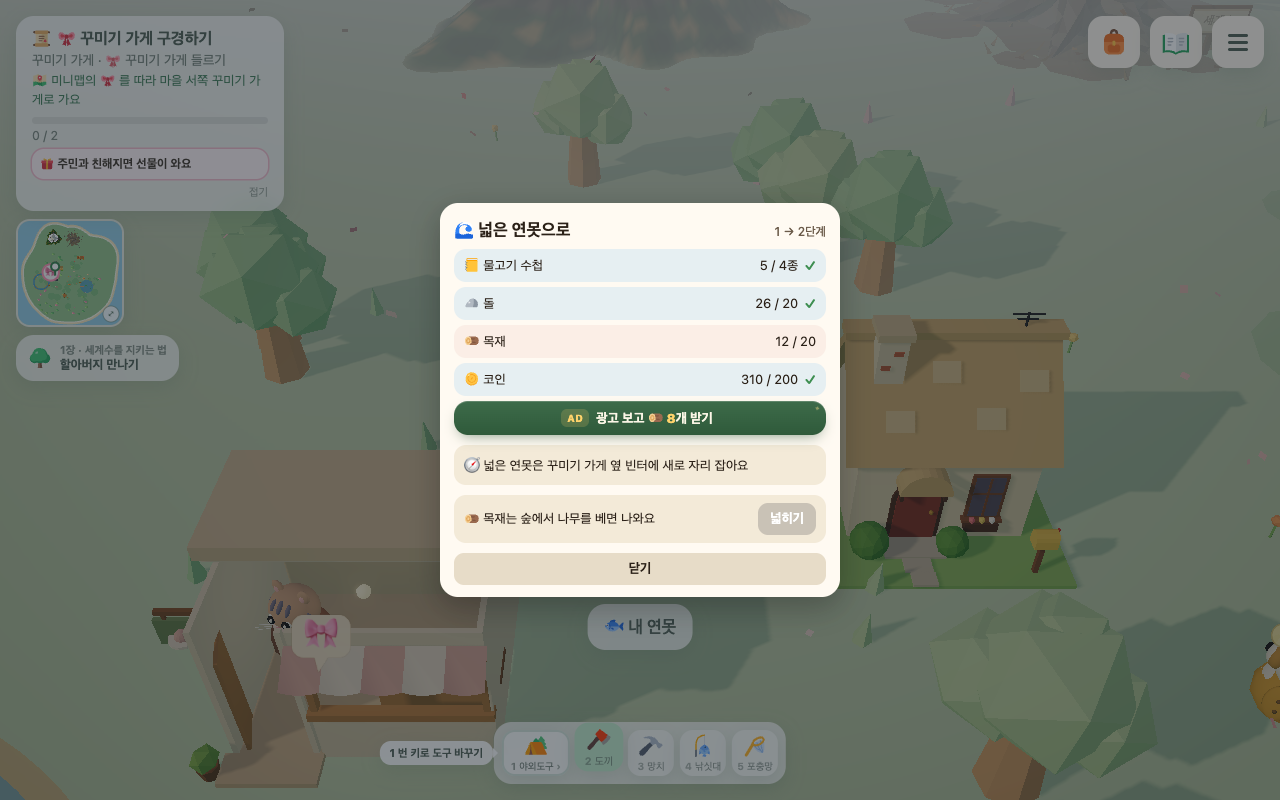 꾸미기 가게 구경하기
꾸미기 가게 · 꾸미기 가게 들르기
미니맵의 를 따라 마을 서쪽 꾸미기 가
게로 가요
0 / 2
주민과 친해지면 선물이 와요
접기
1장 · 세계수를 지키는 법
할아버지 만나기
넓은 연못으로
1 → 2단계
물고기 수첩 5 / 4종
돌 26 / 20
목재 12 / 20
코인 310 / 200
AD 광고 보고 8개 받기
넓은 연못은 꾸미기 가게 옆 빈터에 새로 자리 잡아요
목재는 숲에서 나무를 베면 나와요
넓히기
닫기
내 연못
1 번 키로 도구 바꾸기
1 야외도구 ›
2 도끼
3 망치
4 낚싯대
5 포충망